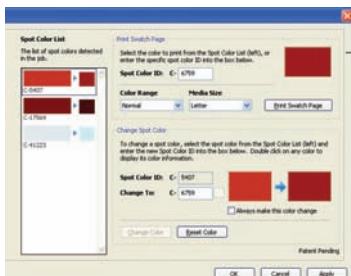 Spot Color List
The list of spot colors detected
in the job.
C-5407
C-17069
C-41223
Print Swatch Page
Select the color to print from the Spot Color List (left), or
enter the specific spot color ID into the box below.
Spot Color ID: C- 6759
Color Range Media Size
Normal Letter Print Swatch Page
Change Spot Color
To change a spot color, select the spot color from the Spot Color List (left) and
enter the new Spot Color ID into the box below. Double click on any color to
display its color information.
Spot Color ID: C- 5407
Change To: C- 6759
Always make this color change
Change Color Reset Color
Patent Pending
OK Cancel Apply